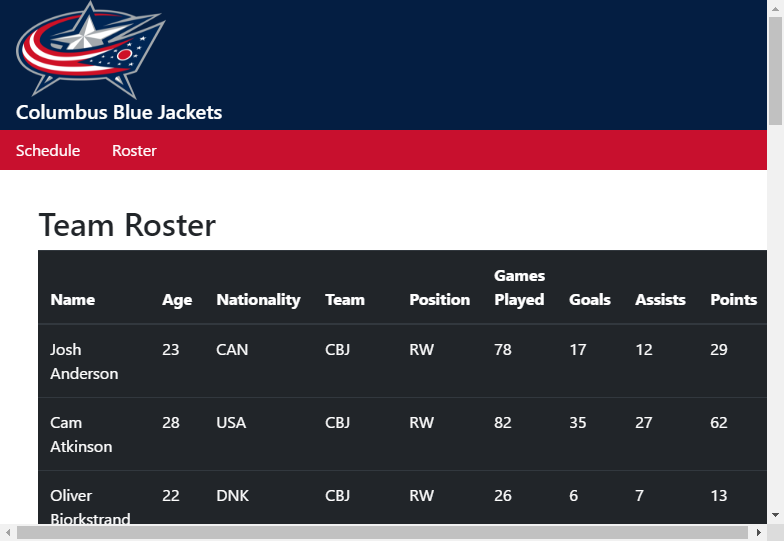 Columbus Blue Jackets
Schedule Roster
Team Roster
Games
Name Age Nationality Team Position Played Goals Assists Points
Josh 23 CAN CBJ RW 78 17 12 29
Anderson
Cam 28 USA CBJ RW 82 35 27 62
Atkinson
Oliver 22 DNK CBJ RW 26 6 7 13
Bjorkstrand